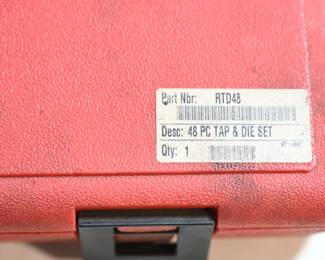 Part Nbr: RTD48
Desc: 48 PC TAP & DIE SET
Qty: 1